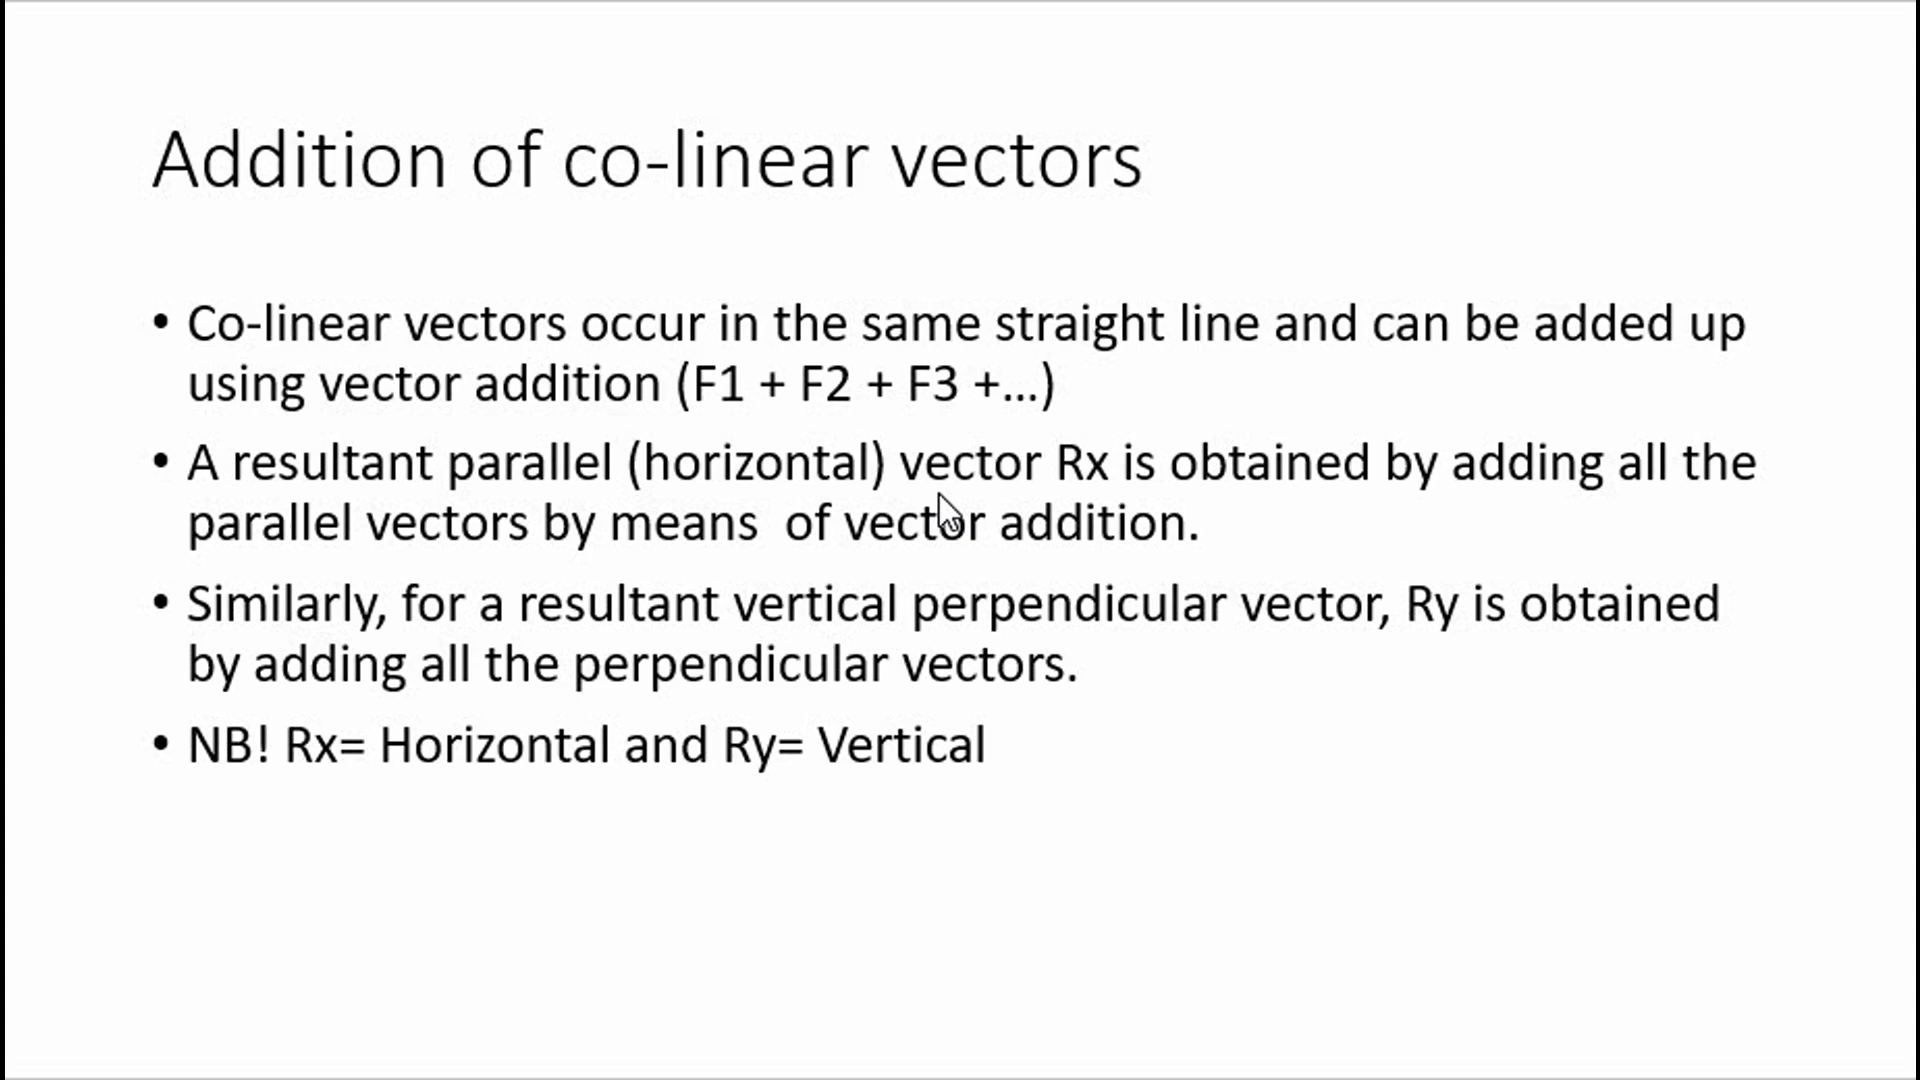 Addition of co-linear vectors
• Co-linear vectors occur in the same straight line and can be added up
using vector addition (F1 + F2 + F3 +...)
• A resultant parallel (horizontal) vector Rx is obtained by adding all the
parallel vectors by means  of vector addition.
• Similarly, for a resultant vertical perpendicular vector, Ry is obtained
by adding all the perpendicular vectors.
• NB! Rx= Horizontal and Ry= Vertical